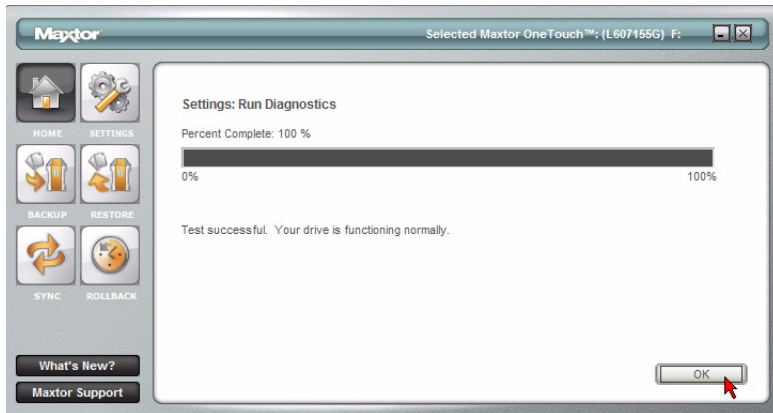 Maxtor
Selected Maxtor OneTouch™: (L607155G) F:
HOME SETTINGS
BACKUP RESTORE
SYNC ROLLBACK
What's New?
Maxtor Support
Settings: Run Diagnostics
Percent Complete: 100 %
0% 100%
Test successful. Your drive is functioning normally.
OK